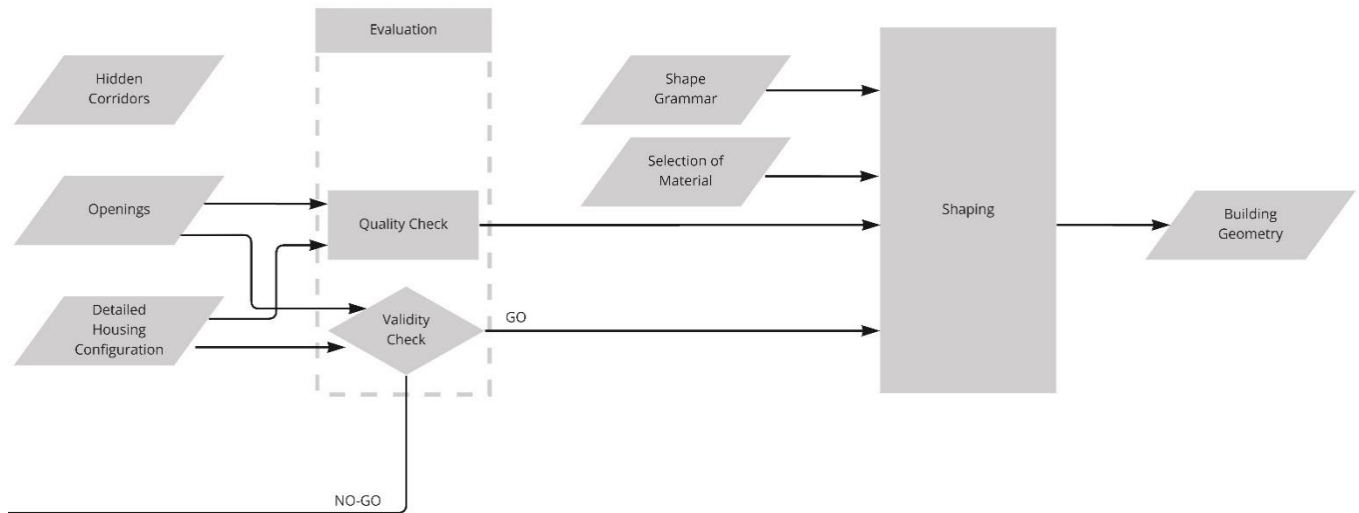 Evaluation
Hidden
Corridors
Openings
Detailed
Housing
Configuration
Quality Check
Validity
Check
GO
NO-GO
Shape
Grammar
Selection of
Material
Shaping
Building
Geometry